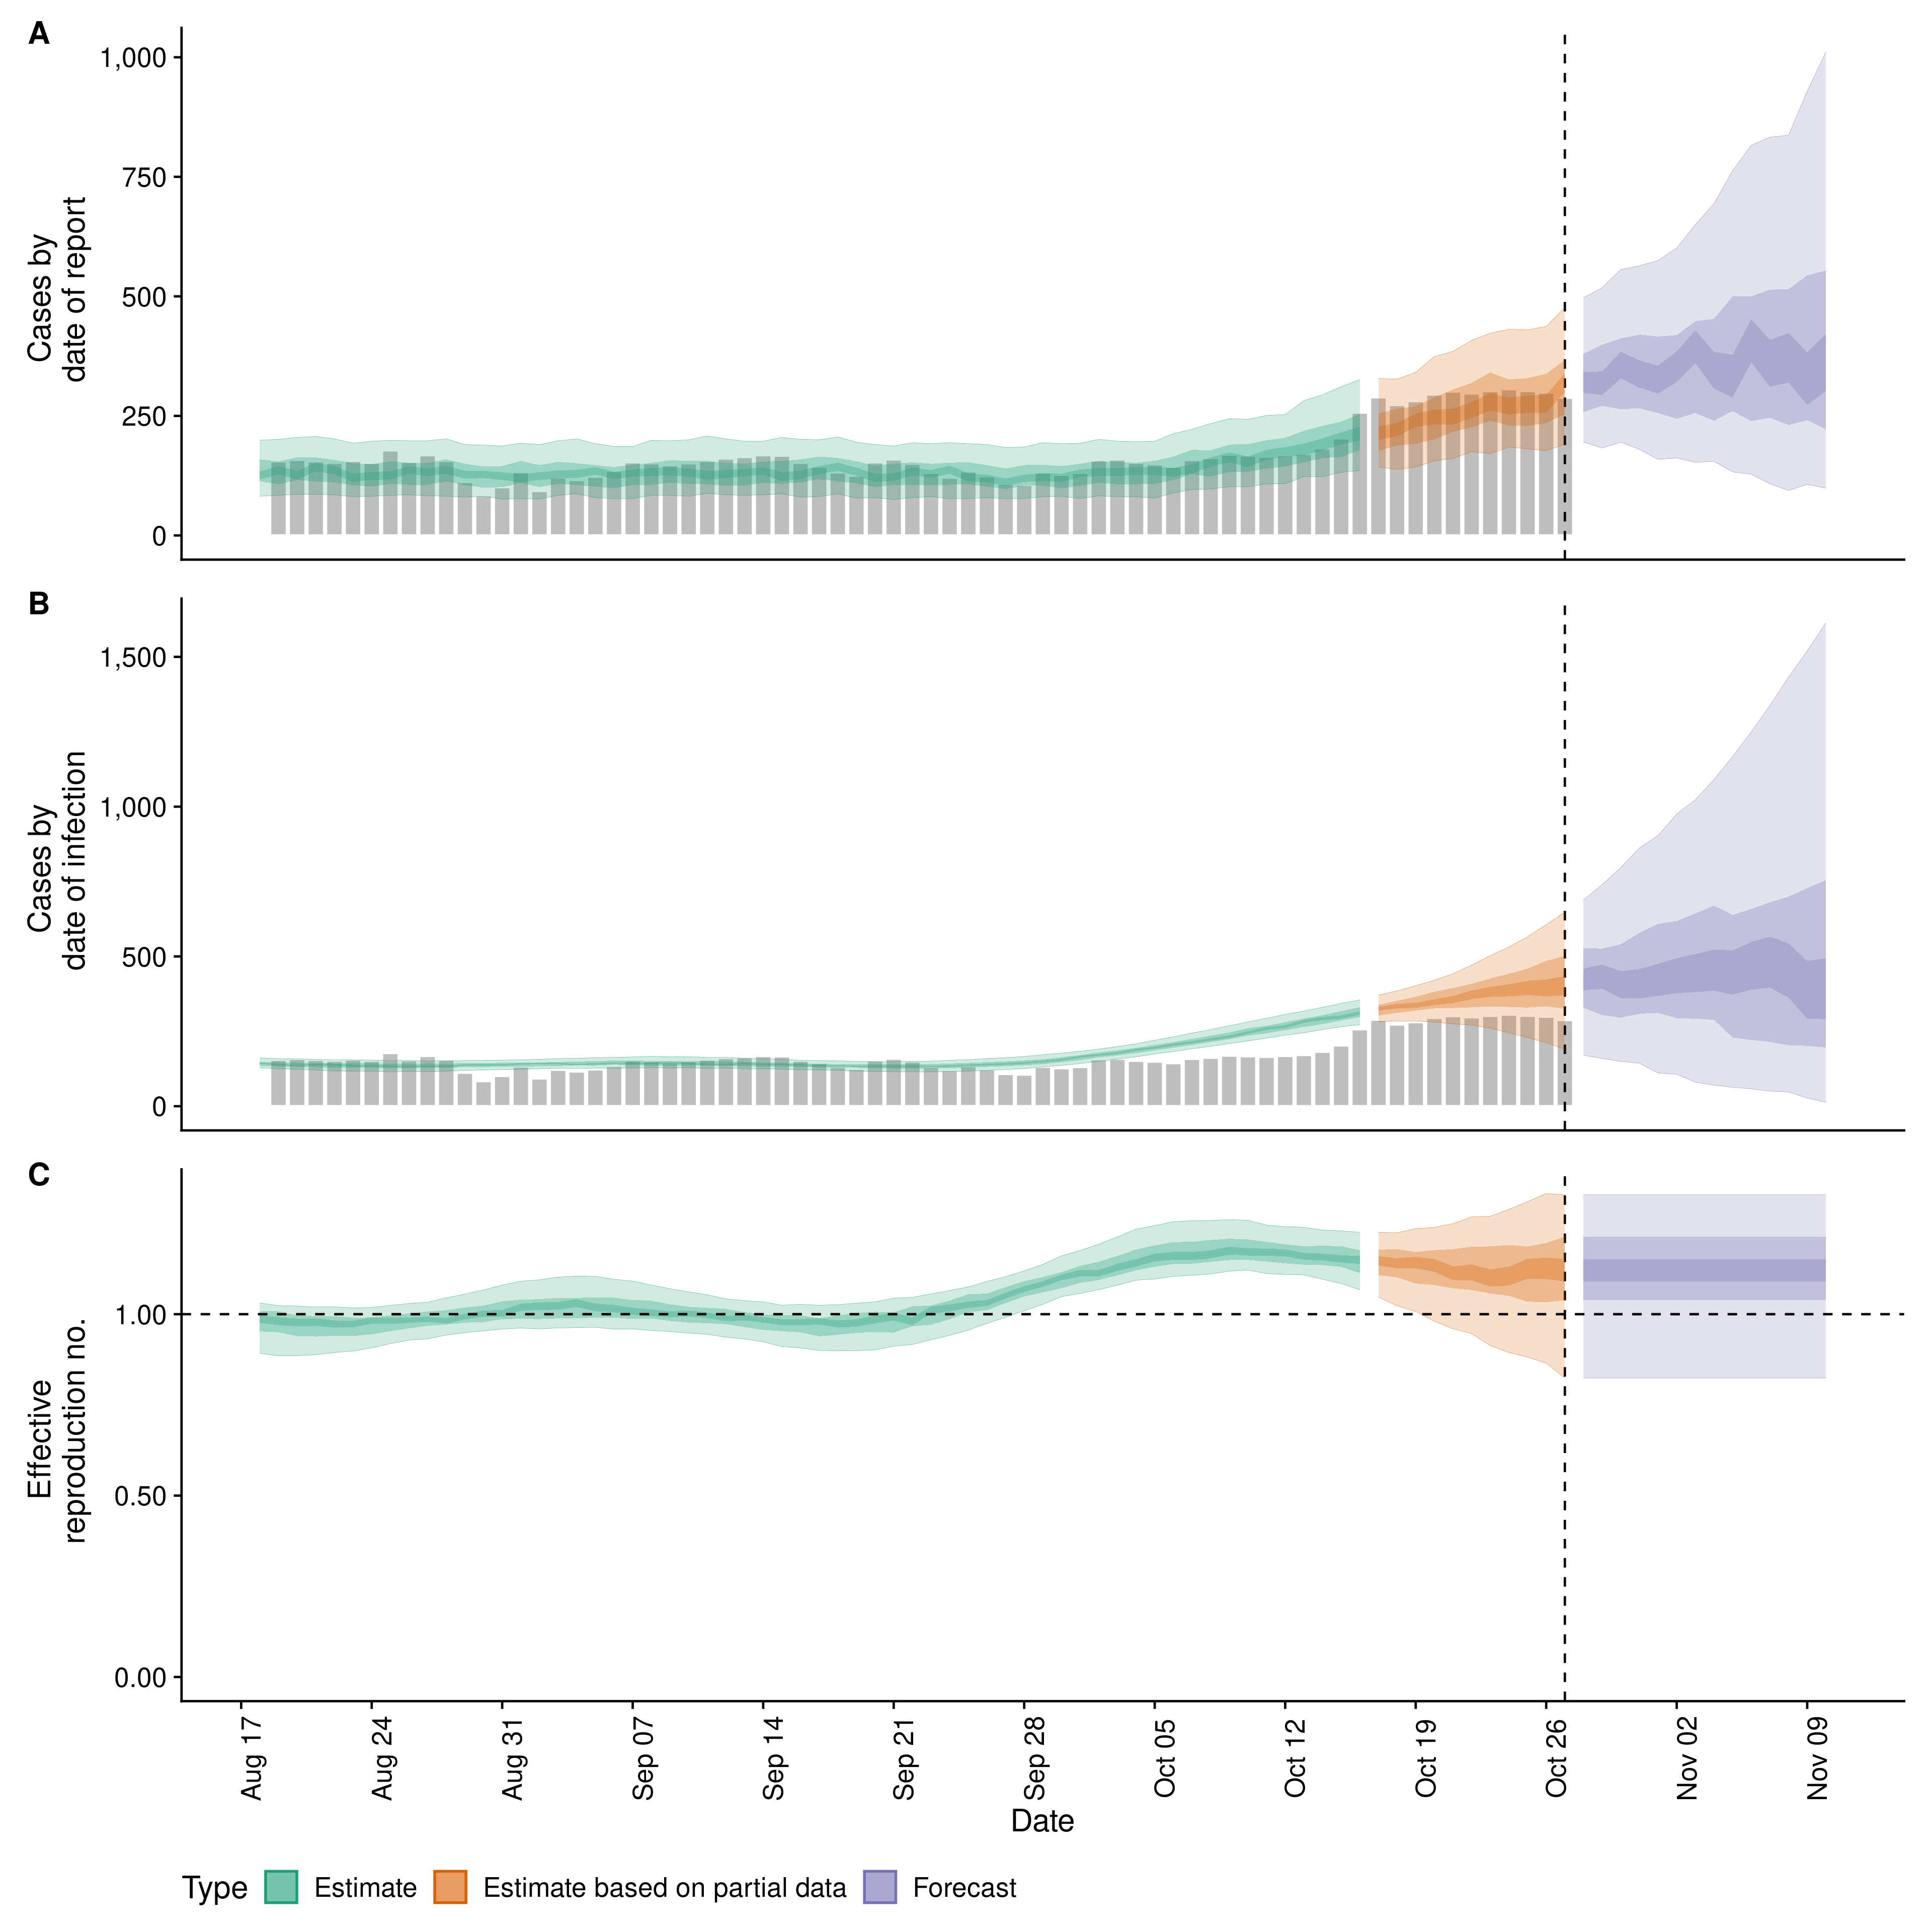 A
1,000
750
500
250
0
Cases by
date of report
B
1,500
1,000
500
0
Cases by
date of infection
C
1.00
0.50
0.00
Effective
reproduction no.
Aug 17
Aug 24
Aug 31
Sep 07
Sep 14
Sep 21
Sep 28
Oct 05
Oct 12
Oct 19
Oct 26
Nov 02
Nov 09
Date
Type Estimate Estimate based on partial data Forecast